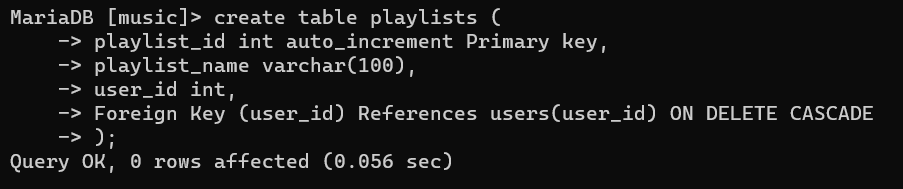 MariaDB [music]> create table playlists (
    -> playlist_id int auto_increment Primary key,
    -> playlist_name varchar(100),
    -> user_id int,
    -> Foreign Key (user_id) References users(user_id) ON DELETE CASCADE
    -> );
Query OK, 0 rows affected (0.056 sec)